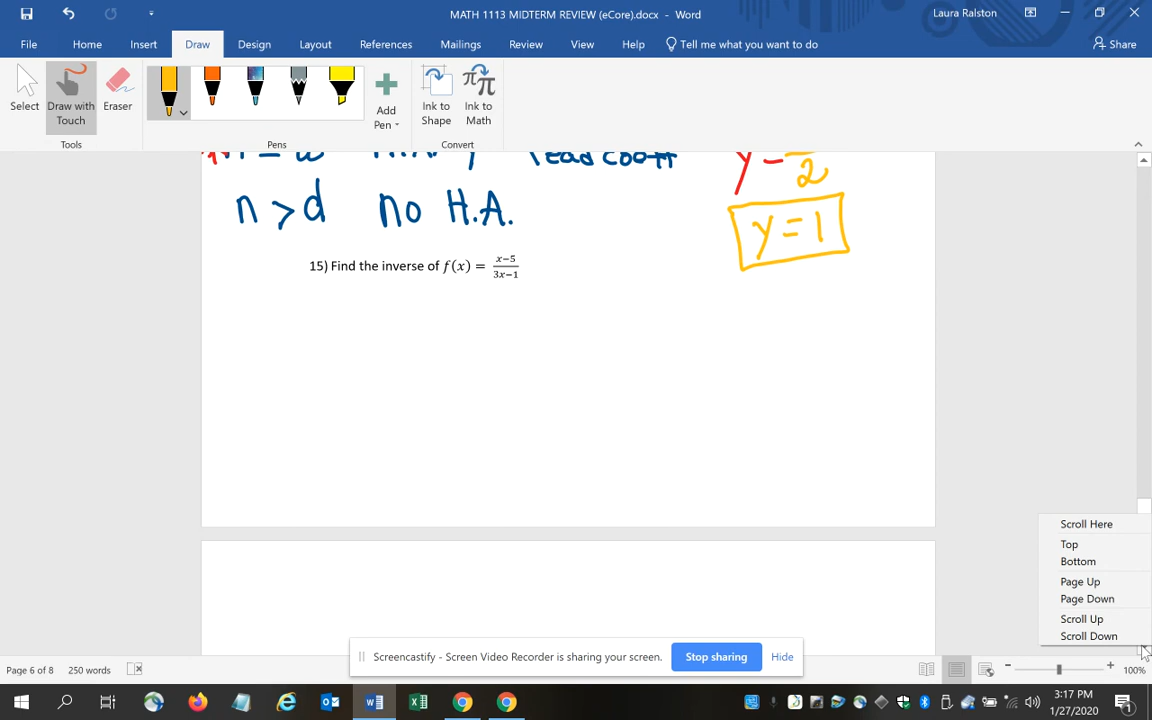 MATH 1113 MIDTERM REVIEW (eCore).docx - Word
Laura Ralston
File Home Insert Draw Design Layout References Mailings Review View Help Tell me what you want to do Share
Select
Draw with Touch
Eraser
Add Pen
Ink to Shape
Ink to Math
Tools Pens Convert
y = 
2
n > d no H.A.
y = 1
15) Find the inverse of f(x) = \frac{x-5}{3x-1}
Scroll Here
Top
Bottom
Page Up
Page Down
Scroll Up
Scroll Down
Screencastify - Screen Video Recorder is sharing your screen. Stop sharing Hide
Page 6 of 8 250 words 100%
3:17 PM
1/27/2020